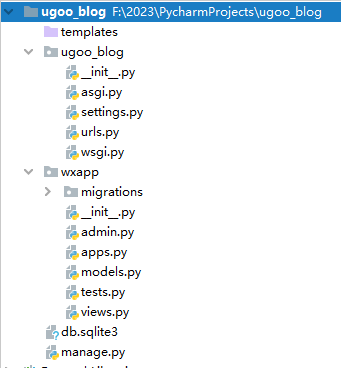 ugoo_blog F:\2023\PycharmProjects\ugoo_blog
templates
ugoo_blog
__init__.py
asgi.py
settings.py
urls.py
wsgi.py
wxapp
migrations
__init__.py
admin.py
apps.py
models.py
tests.py
views.py
db.sqlite3
manage.py